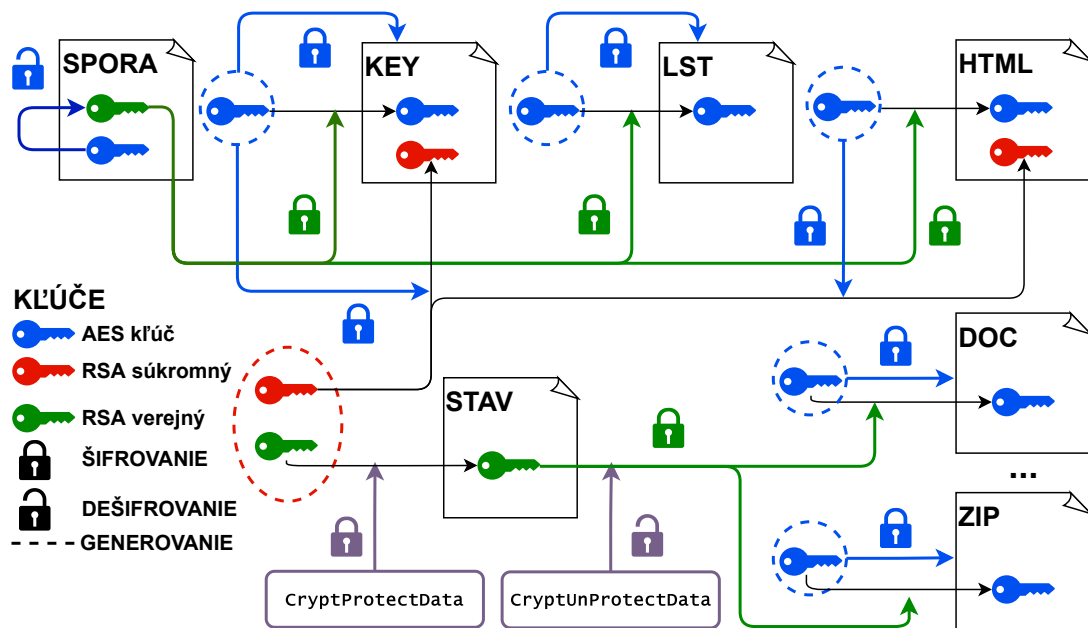 SPORA
KEY
LST
HTML
KĽÚČE
AES kľúč
RSA súkromný
RSA verejný
ŠIFROVANIE
DEŠIFROVANIE
GENEROVANIE
STAV
DOC
...
ZIP
CryptProtectData
CryptUnProtectData